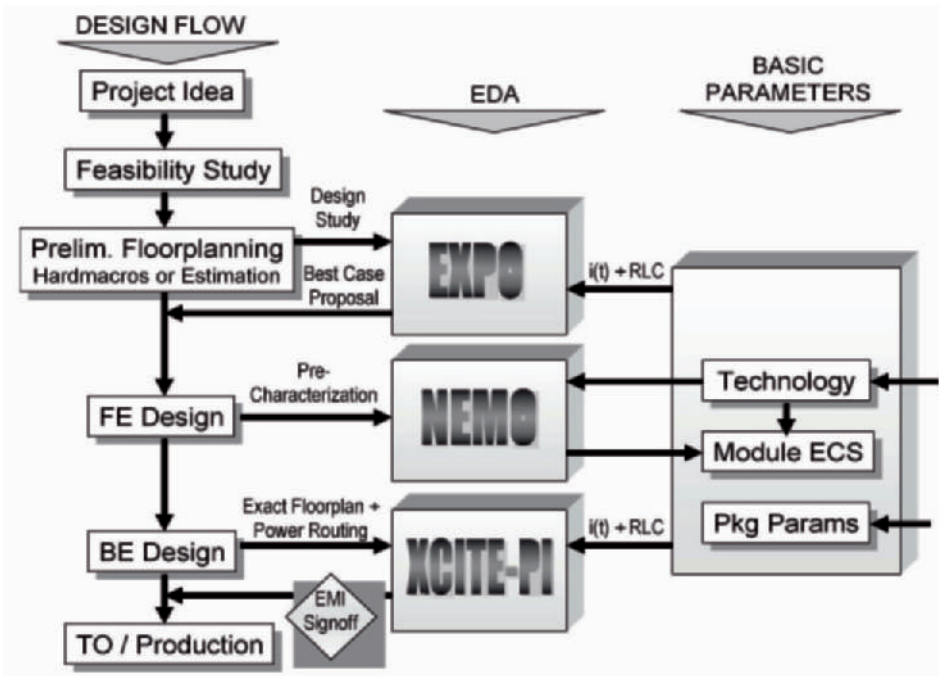 DESIGN FLOW
Project Idea
Feasibility Study
Prelim. Floorplanning
Hardmacros or Estimation
FE Design
BE Design
TO / Production
EDA
Design
Study
Best Case
Proposal
EXPO
Pre-
Characterization
NEMO
Exact Floorplan +
Power Routing
XCITE-PI
EMI
Signoff
BASIC
PARAMETERS
i(t) + RLC
Technology
Module ECS
Pkg Params
i(t) + RLC